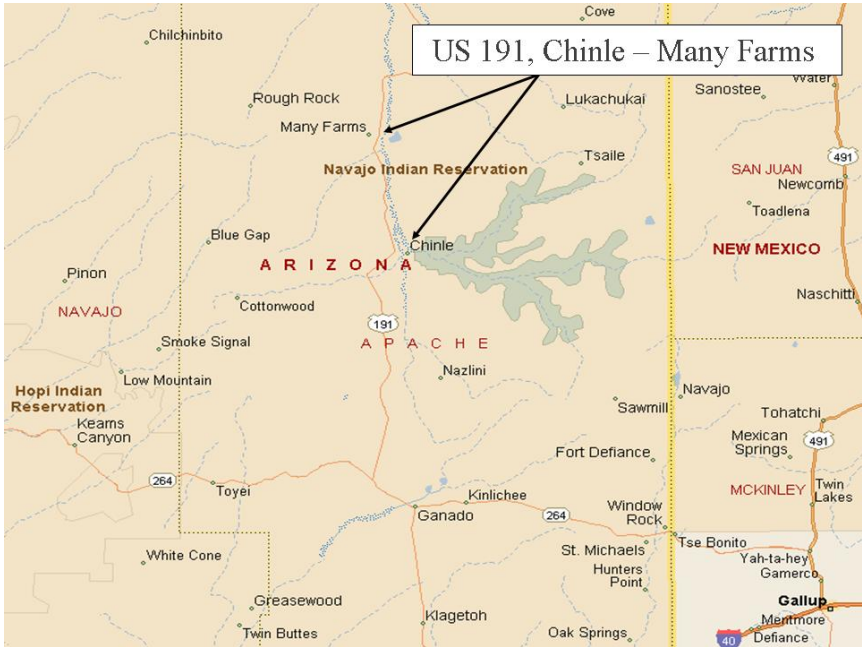 Cove
Chilchinbito
US 191, Chinle – Many Farms
Water
Sanostee
Rough Rock
Lukachukai
Many Farms
491
Tsaile
Navajo Indian Reservation
SAN JUAN
Newcomb
Toadlena
Blue Gap
Chinle
NEW MEXICO
ARIZONA
Pinon
Naschitti
Cottonwood
NAVAJO
191
Smoke Signal
APACHE
Nazlini
Low Mountain
Navajo
Hopi Indian
Reservation
Sawmill
Tohatchi
Keams
Canyon
Mexican
Springs
491
Fort Defiance
264
Toyei
MCKINLEY
Twin
Lakes
Kinlichee
Ganado
264
Window
Rock
Tse Bonito
White Cone
St. Michaels
Yah-ta-hey
Hunters
Point
Gamerco
Greasewood
Gallup
Klagetoh
Twin Buttes
Oak Springs
40
Mentmore
Defiance